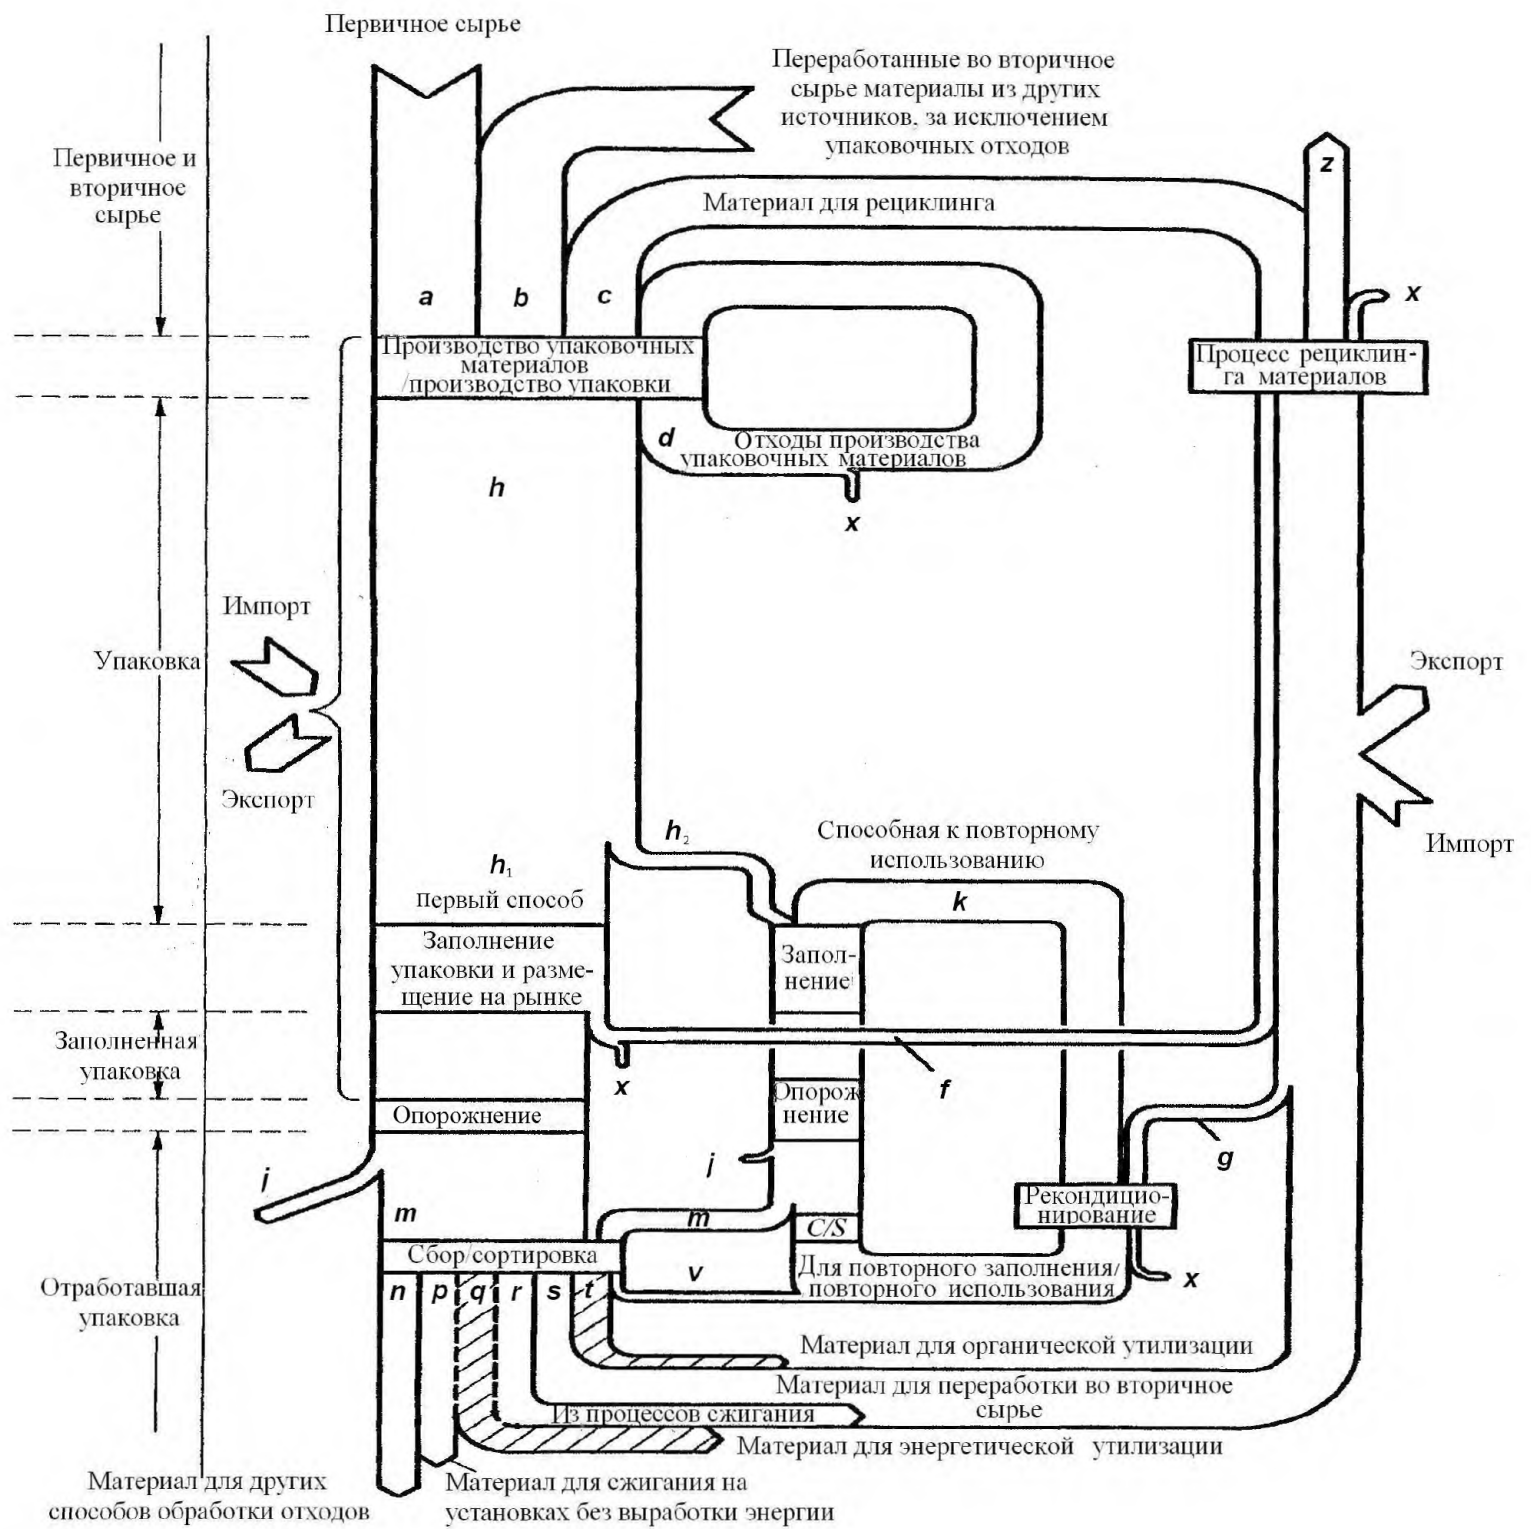 Первичное сырье
Переработанные во вторичное
сырье материалы из других
источников, за исключением
упаковочных отходов
Первичное и
вторичное
сырье
z
Материал для рециклинга
a
b
c
x
Производство упаковочных
материалов
/производство упаковки
Процесс рециклин-
га материалов
d
Отходы производства
упаковочных материалов
h
x
Импорт
Упаковка
Экспорт
Экспорт
Импорт
h₂
Способная к повторному
использованию
h₁
первый способ
k
Заполнение
упаковки и разме-
щение на рынке
Запол-
нение
Заполненная
упаковка
x
f
Опорож
нение
Опорожнение
g
j
j
Рекондицио-
нирование
m
m
C/S
Сбор/сортировка
v
Для повторного заполнения/
повторного использования
x
n
p
q
r
s
t
Отработавшая
упаковка
Материал для органической утилизации
Материал для переработки во вторичное
сырье
Из процессов сжигания
Материал для энергетической утилизации
Материал для других
способов обработки отходов
Материал для сжигания на
установках без выработки энергии